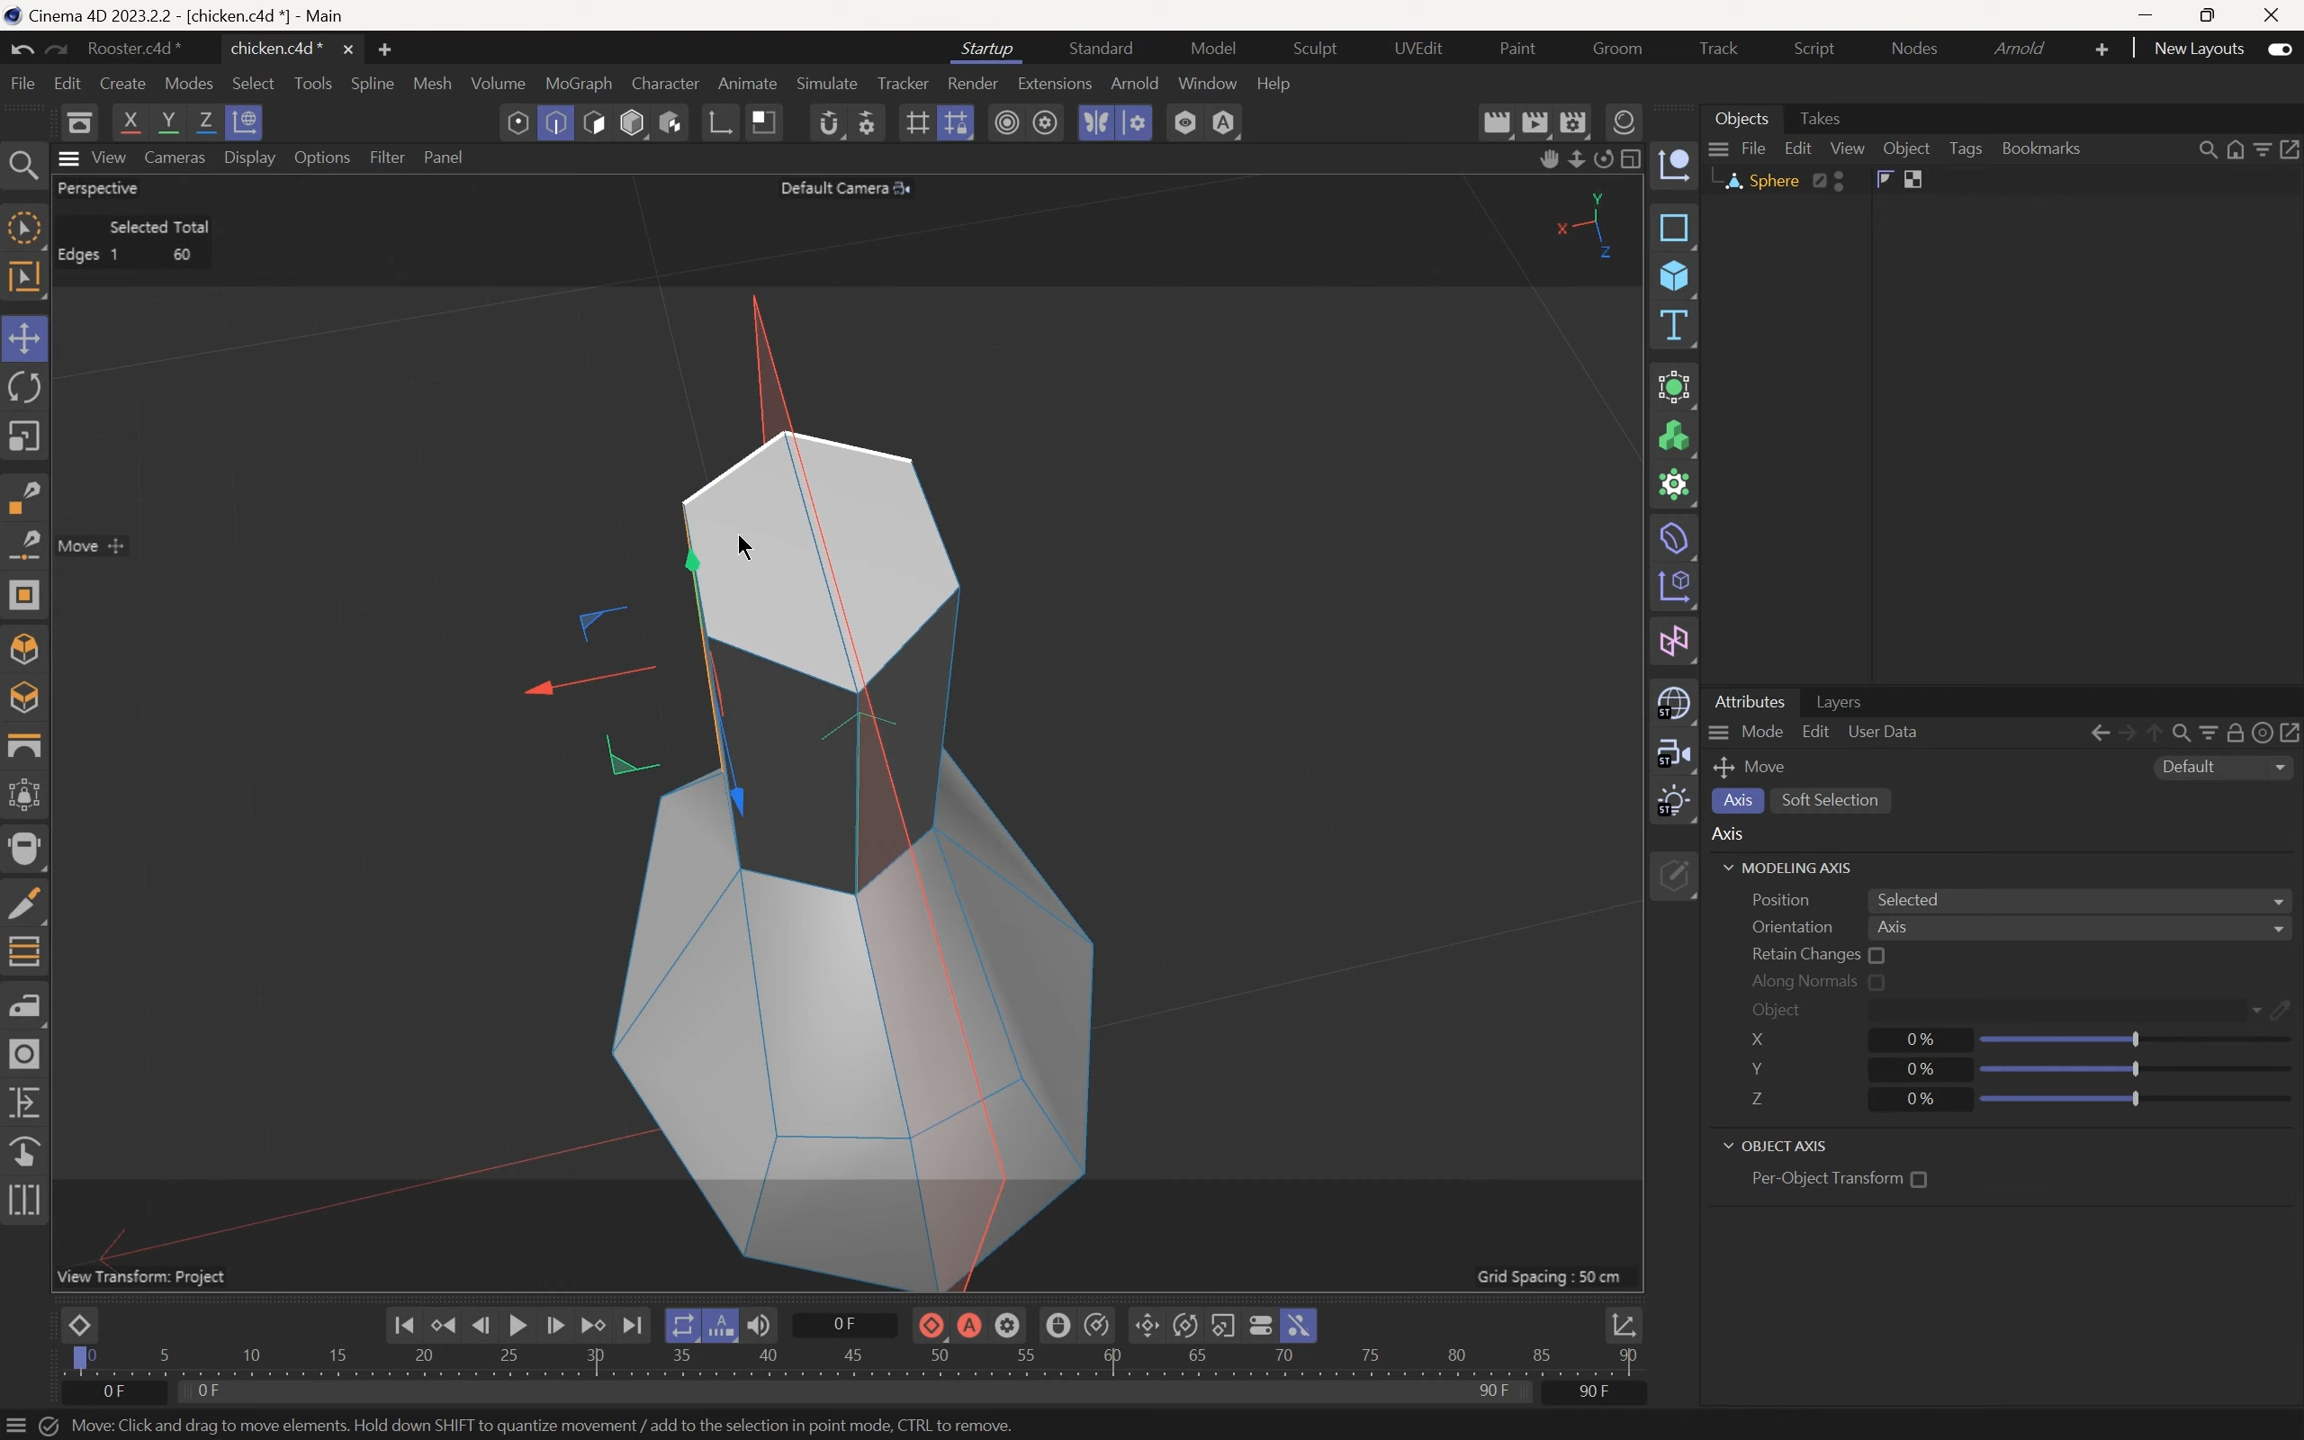 Cinema 4D 2023.2.2 - [chicken.c4d *] - Main
Rooster.c4d * chicken.c4d * Startup Standard Model Sculpt UVEdit Paint Groom Track Script Nodes Arnold New Layouts
File Edit Create Modes Select Tools Spline Mesh Volume MoGraph Character Animate Simulate Tracker Render Extensions Arnold Window Help
X Y Z
Objects Takes
View Cameras Display Options Filter Panel
File Edit View Object Tags Bookmarks
Sphere
Perspective
Default Camera
Y
X
Z
Selected Total
Edges 1 60
Move
ST
ST
ST
Attributes Layers
Mode Edit User Data
Move Default
Axis Soft Selection
Axis
MODELING AXIS
Position Selected
Orientation Axis
Retain Changes
Along Normals
Object
X 0 %
Y 0 %
Z 0 %
OBJECT AXIS
Per-Object Transform
View Transform: Project
Grid Spacing : 50 cm
A 0 F A
0 5 10 15 20 25 30 35 40 45 50 55 60 65 70 75 80 85 90
0 F 0 F 90 F 90 F
Move: Click and drag to move elements. Hold down SHIFT to quantize movement / add to the selection in point mode, CTRL to remove.